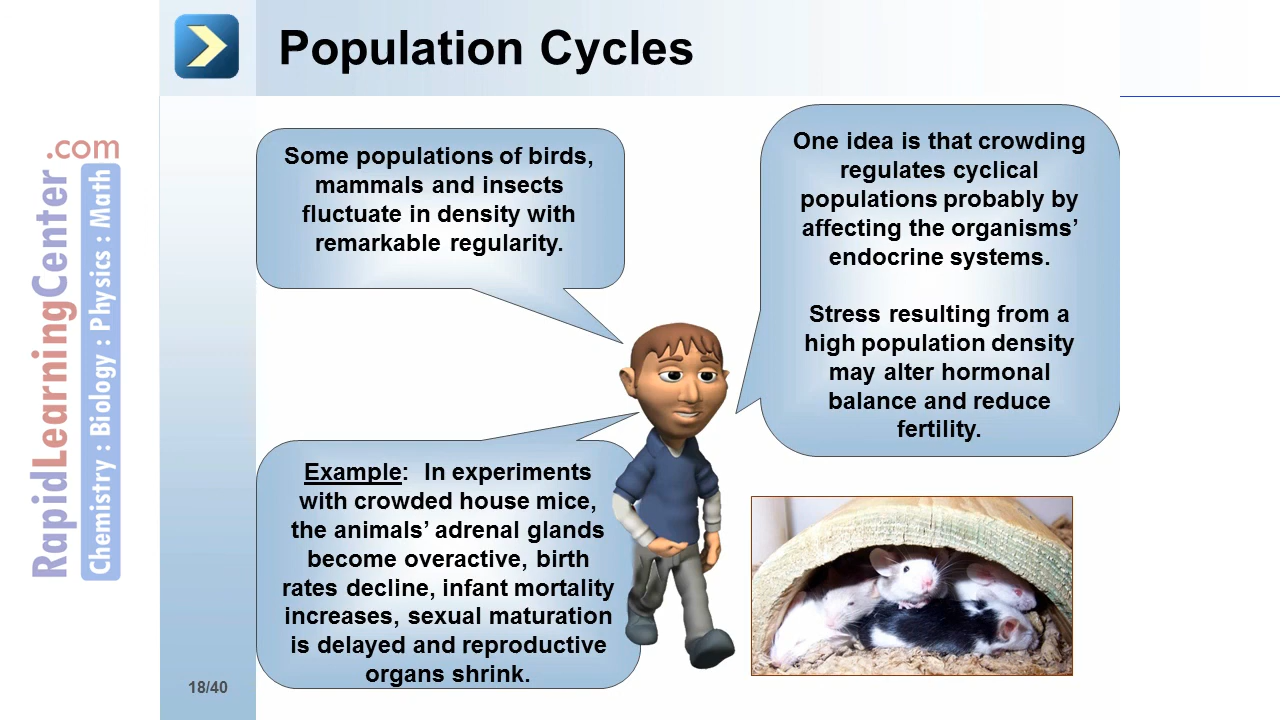 Population Cycles
Some populations of birds,
mammals and insects
fluctuate in density with
remarkable regularity.
One idea is that crowding
regulates cyclical
populations probably by
affecting the organisms’
endocrine systems.
Stress resulting from a
high population density
may alter hormonal
balance and reduce
fertility.
Example: In experiments
with crowded house mice,
the animals’ adrenal glands
become overactive, birth
rates decline, infant mortality
increases, sexual maturation
is delayed and reproductive
organs shrink.
18/40
RapidLearningCenter.com
Chemistry : Biology : Physics : Math